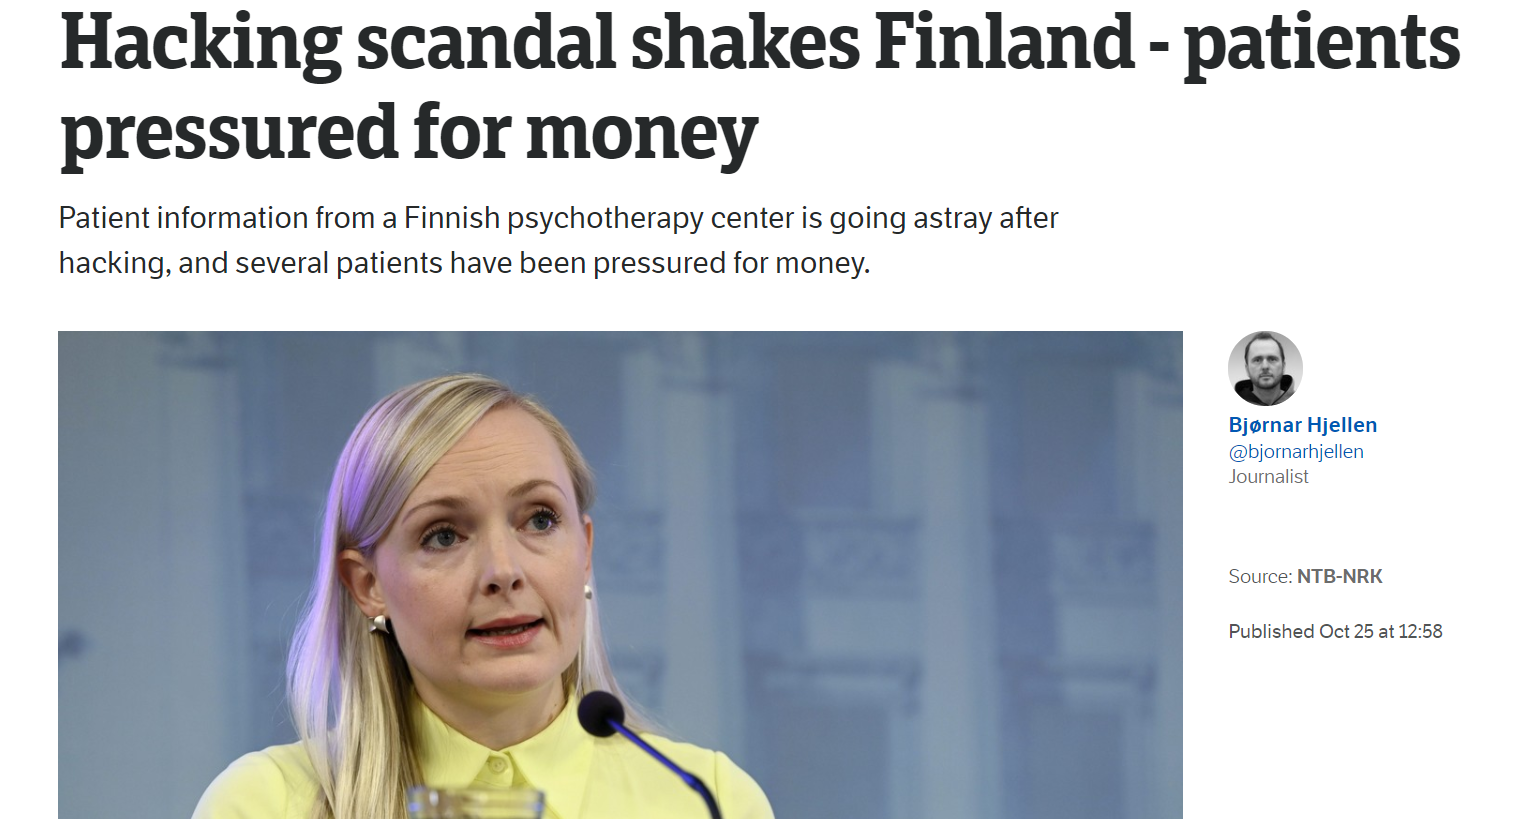 Hacking scandal shakes Finland - patients
pressured for money
Patient information from a Finnish psychotherapy center is going astray after
hacking, and several patients have been pressured for money.
Bjørnar Hjellen
@bjornarhjellen
Journalist
Source: NTB-NRK
Published Oct 25 at 12:58